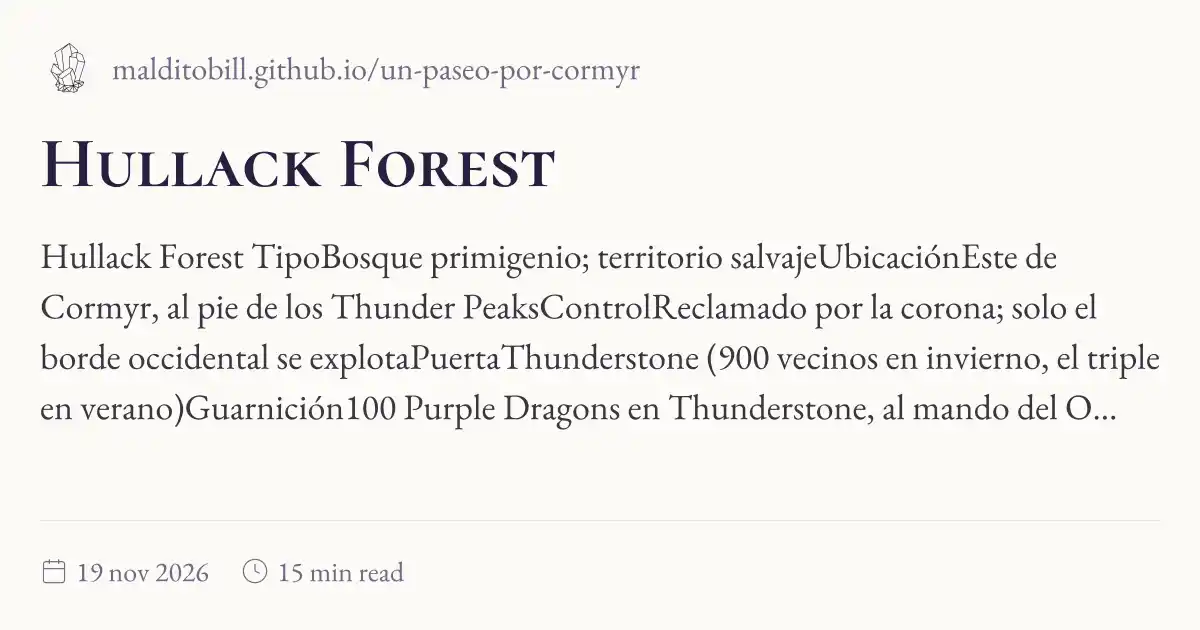 malditobill.github.io/un-paseo-por-cormyr
Hullack Forest
Hullack Forest TipoBosque primigenio; territorio salvajeUbicaciónEste de
Cormyr, al pie de los Thunder PeaksControlReclamado por la corona; solo el
borde occidental se explotaPuertaThunderstone (900 vecinos en invierno, el triple
en verano)Guarnición100 Purple Dragons en Thunderstone, al mando del O...
19 nov 2026
15 min read